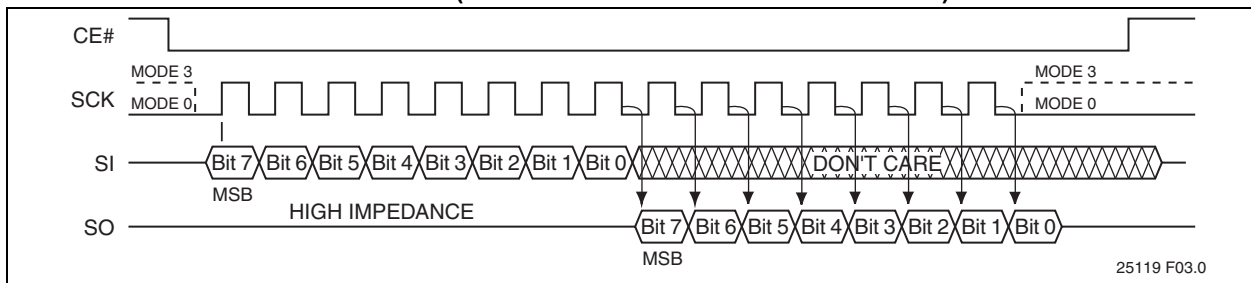 CE#
MODE 3 MODE 3
SCK MODE 0 MODE 0
SI Bit 7 Bit 6 Bit 5 Bit 4 Bit 3 Bit 2 Bit 1 Bit 0 DON'T CARE
MSB
HIGH IMPEDANCE
SO Bit 7 Bit 6 Bit 5 Bit 4 Bit 3 Bit 2 Bit 1 Bit 0
MSB
25119 F03.0